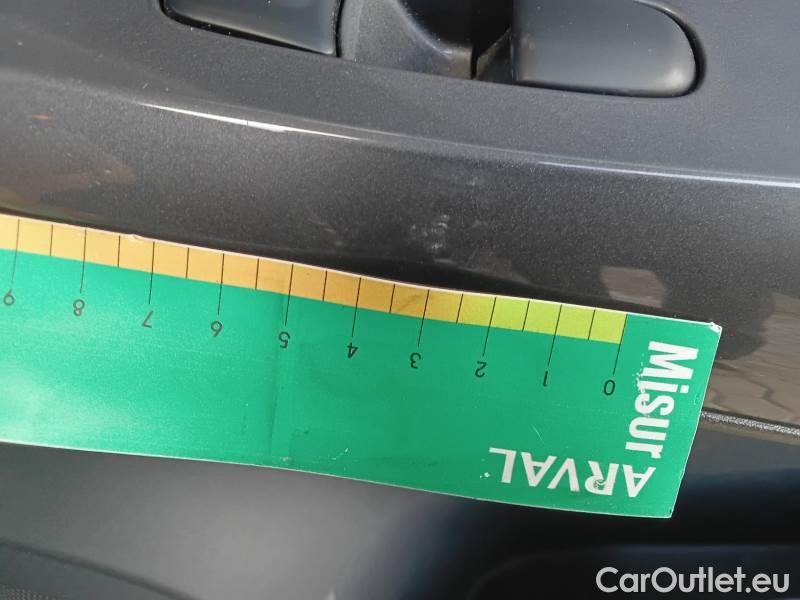 9 8 7 6 5 4 3 2 1 0
Misur
ARVAL
CarOutlet.eu